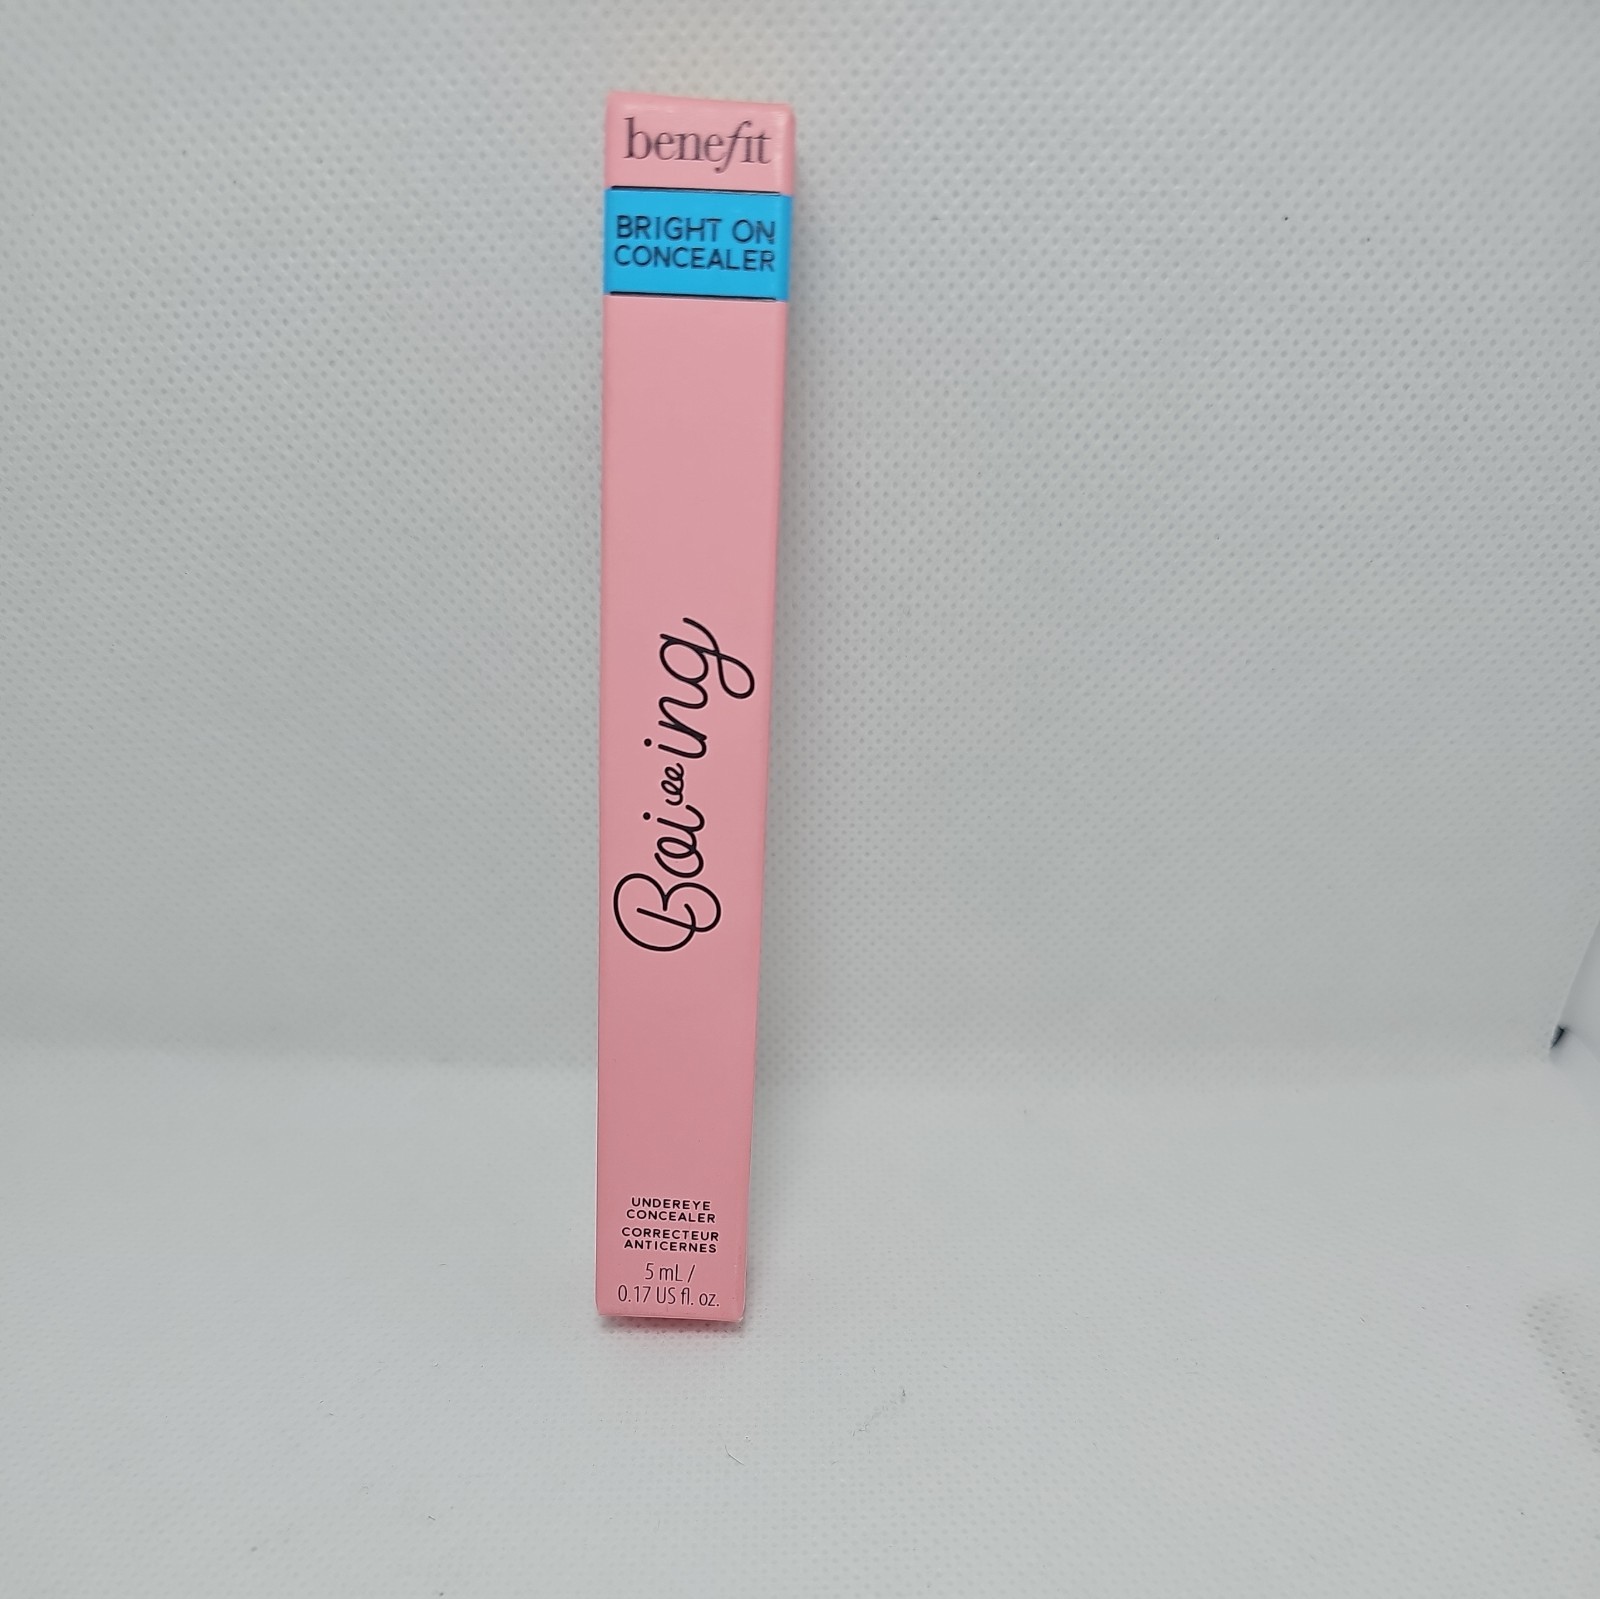 benefit
BRIGHT ON
CONCEALER
Boi-ing
UNDEREYE
CONCEALER
CORRECTEUR
ANTICERNES
5 mL /
0.17 US fl. oz.